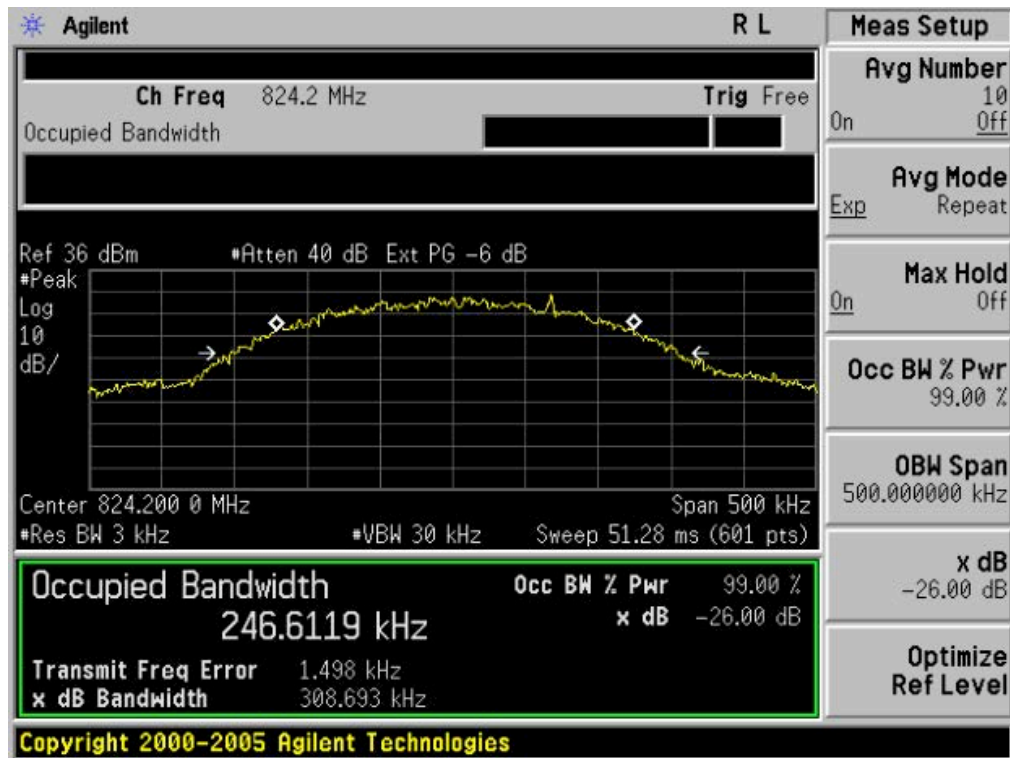 Agilent R L Meas Setup
Ch Freq 824.2 MHz Trig Free
Occupied Bandwidth
Ref 36 dBm #Atten 40 dB Ext PG -6 dB
#Peak
Log
10
dB/
Center 824.200 0 MHz Span 500 kHz
#Res BW 3 kHz #VBW 30 kHz Sweep 51.28 ms (601 pts)
Occupied Bandwidth Occ BW % Pwr 99.00 %
246.6119 kHz x dB -26.00 dB
Transmit Freq Error 1.498 kHz
x dB Bandwidth 308.693 kHz
Avg Number
10
On Off
Avg Mode
Exp Repeat
Max Hold
On Off
Occ BW % Pwr
99.00 %
OBW Span
500.000000 kHz
x dB
-26.00 dB
Optimize
Ref Level
Copyright 2000-2005 Agilent Technologies